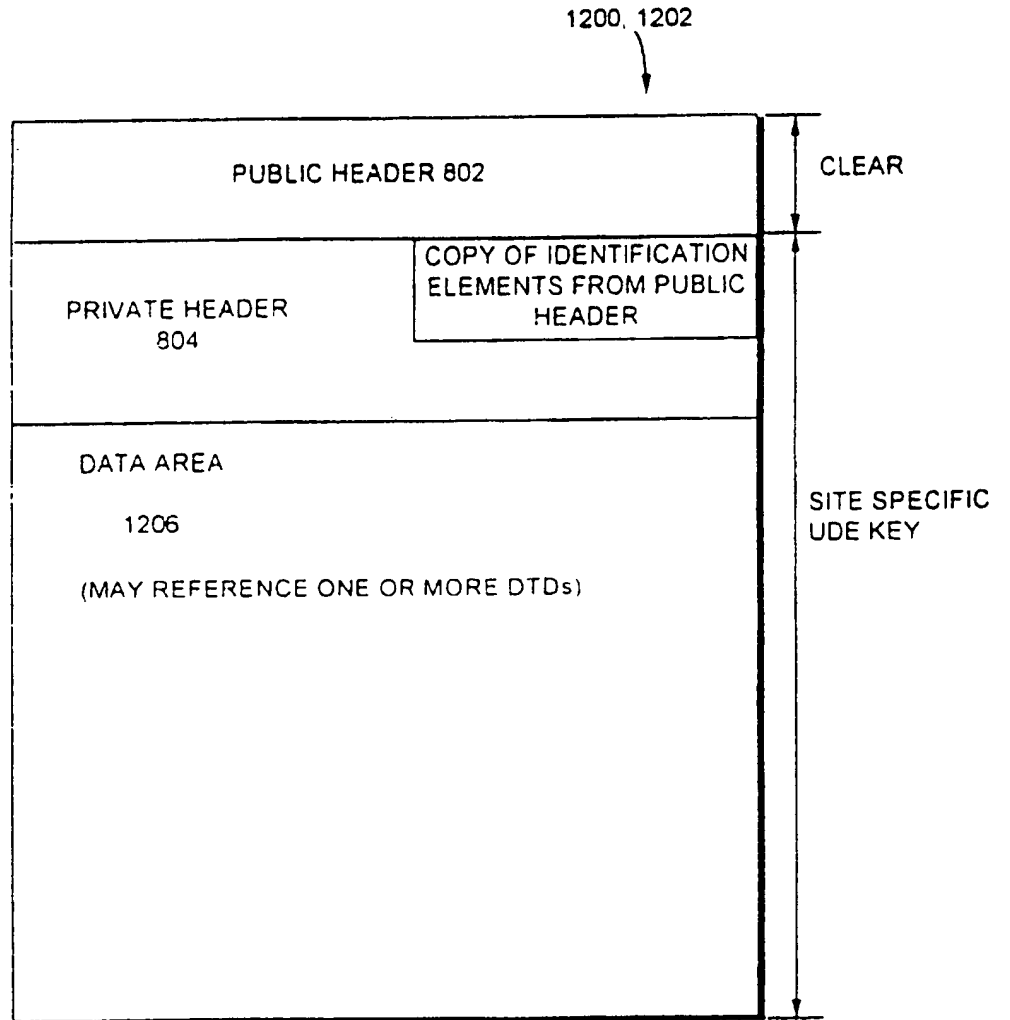 1200, 1202
PUBLIC HEADER 802
CLEAR
COPY OF IDENTIFICATION
ELEMENTS FROM PUBLIC
HEADER
PRIVATE HEADER
804
DATA AREA
1206
(MAY REFERENCE ONE OR MORE DTDs)
SITE SPECIFIC
UDE KEY